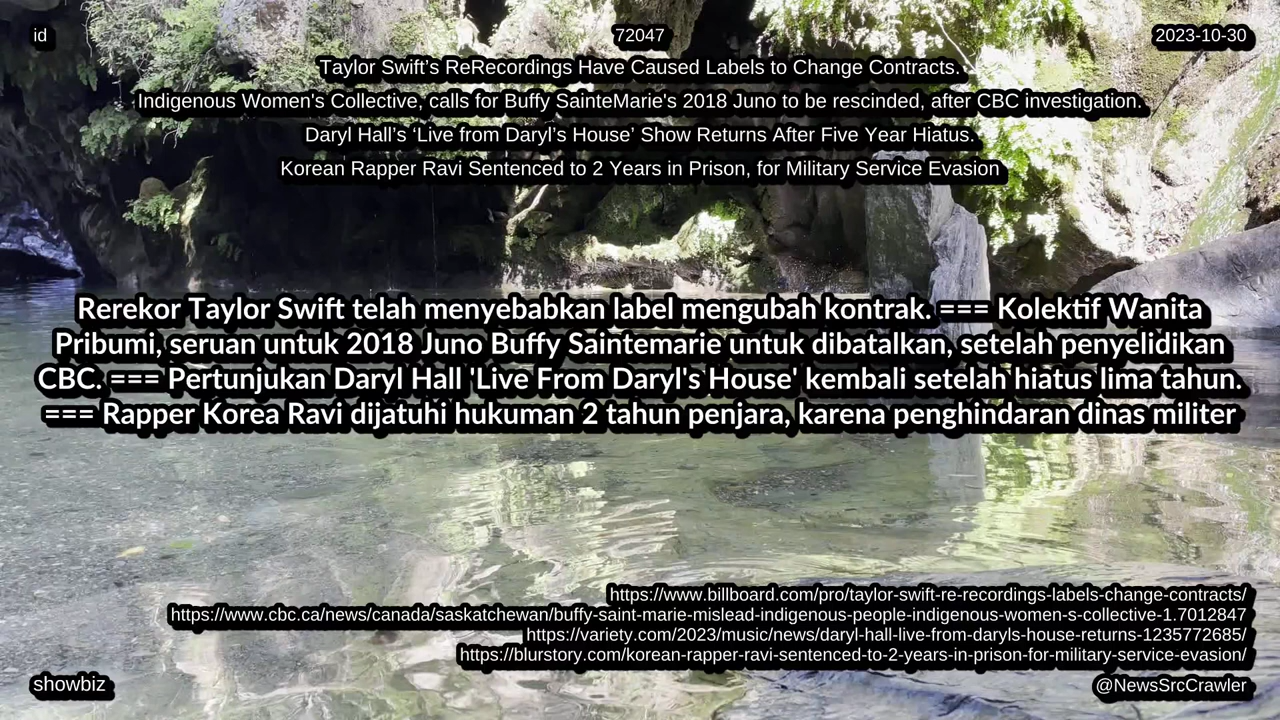 id
72047
2023-10-30
Taylor Swift’s ReRecordings Have Caused Labels to Change Contracts.
Indigenous Women's Collective, calls for Buffy SainteMarie's 2018 Juno to be rescinded, after CBC investigation.
Daryl Hall’s ‘Live from Daryl’s House’ Show Returns After Five Year Hiatus.
Korean Rapper Ravi Sentenced to 2 Years in Prison, for Military Service Evasion
Rerekor Taylor Swift telah menyebabkan label mengubah kontrak. === Kolektif Wanita
Pribumi, seruan untuk 2018 Juno Buffy Saintemarie untuk dibatalkan, setelah penyelidikan
CBC. === Pertunjukan Daryl Hall 'Live From Daryl's House' kembali setelah hiatus lima tahun.
=== Rapper Korea Ravi dijatuhi hukuman 2 tahun penjara, karena penghindaran dinas militer
https://www.billboard.com/pro/taylor-swift-re-recordings-labels-change-contracts/
https://www.cbc.ca/news/canada/saskatchewan/buffy-saint-marie-mislead-indigenous-people-indigenous-women-s-collective-1.7012847
https://variety.com/2023/music/news/daryl-hall-live-from-daryls-house-returns-1235772685/
https://blurstory.com/korean-rapper-ravi-sentenced-to-2-years-in-prison-for-military-service-evasion/
showbiz
@NewsSrcCrawler